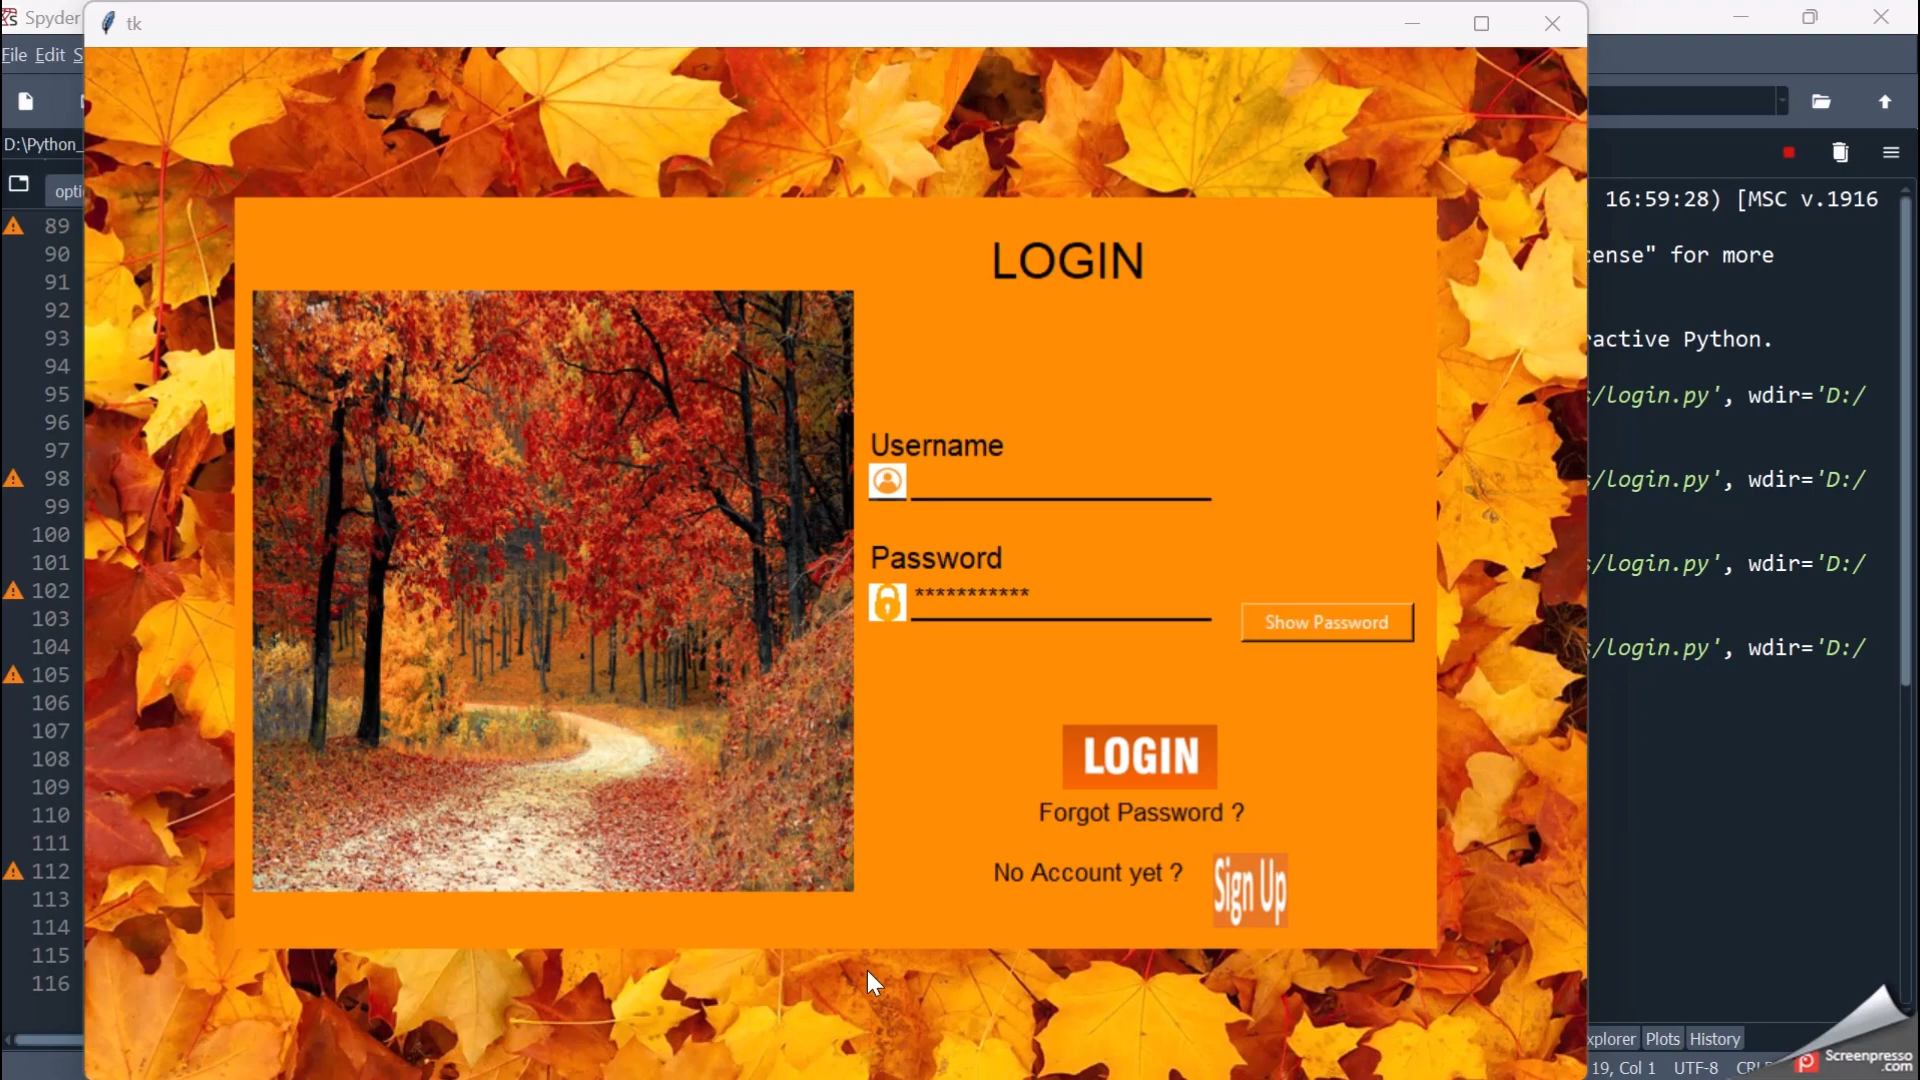 Spyder
tk
File Edit S
D:\Python_
opti
16:59:28) [MSC v.1916
cense" for more
ractive Python.
s/login.py', wdir='D:/
s/login.py', wdir='D:/
s/login.py', wdir='D:/
s/login.py', wdir='D:/
89
90
91
92
93
94
95
96
97
98
99
100
101
102
103
104
105
106
107
108
109
110
111
112
113
114
115
116
LOGIN
Username
Password
***********
Show Password
LOGIN
Forgot Password ?
No Account yet ?
Sign Up
xplorer Plots History
19, Col 1 UTF-8
Screenpresso
.com